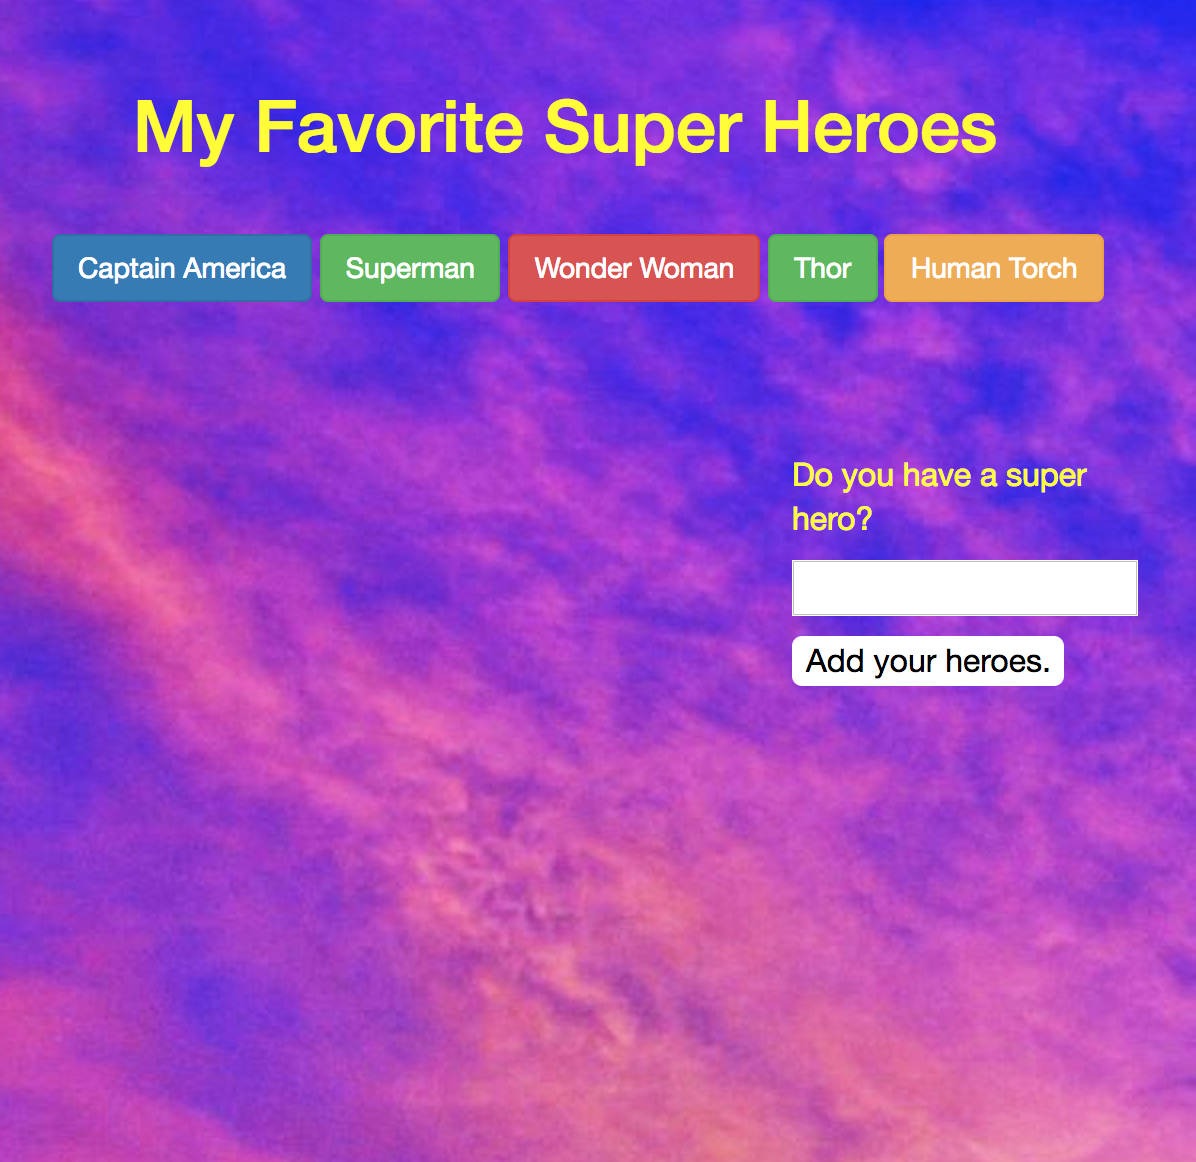 My Favorite Super Heroes
Captain America Superman Wonder Woman Thor Human Torch
Do you have a super
hero?
Add your heroes.